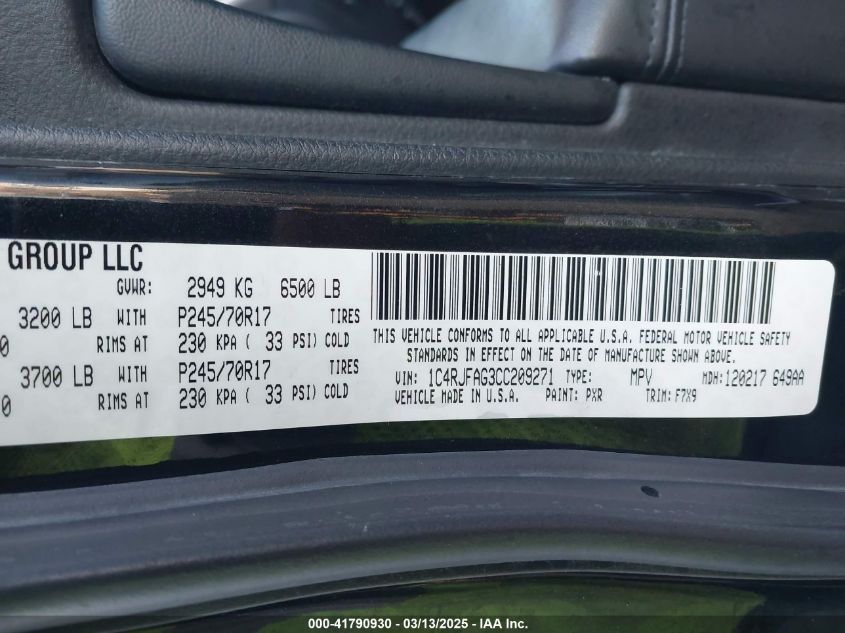 GROUP LLC
GVWR: 2949 KG 6500 LB
3200 LB WITH P245/70R17 TIRES
0 RIMS AT 230 KPA ( 33 PSI) COLD
3700 LB WITH P245/70R17 TIRES
0 RIMS AT 230 KPA ( 33 PSI) COLD
THIS VEHICLE CONFORMS TO ALL APPLICABLE U.S.A. FEDERAL MOTOR VEHICLE SAFETY
STANDARDS IN EFFECT ON THE DATE OF MANUFACTURE SHOWN ABOVE.
VIN: 1C4RJFAG3CC209271 TYPE: MPV MDH: 120217 649AA
VEHICLE MADE IN U.S.A. PAINT: PXR TRIM: F7X9
000-41790930 / 03/13/2025 - IAA Inc.